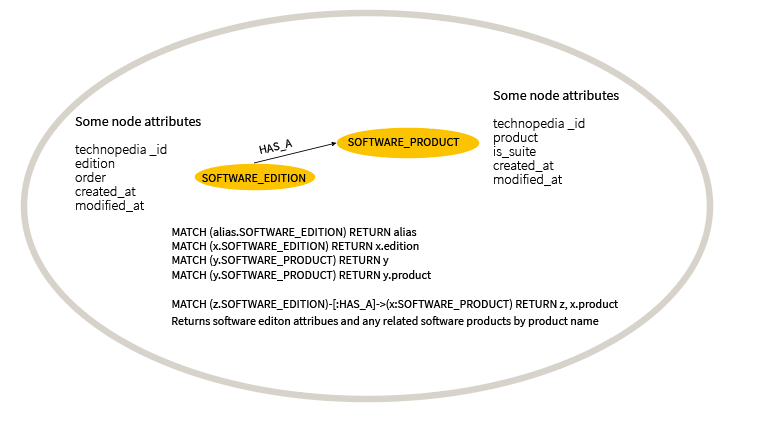 Some node attributes
technopedia _id
edition
order
created_at
modified_at
HAS_A
SOFTWARE_EDITION
SOFTWARE_PRODUCT
Some node attributes
technopedia _id
product
is_suite
created_at
modified_at
MATCH (alias.SOFTWARE_EDITION) RETURN alias
MATCH (x.SOFTWARE_EDITION) RETURN x.edition
MATCH (y.SOFTWARE_PRODUCT) RETURN y
MATCH (y.SOFTWARE_PRODUCT) RETURN y.product
MATCH (z.SOFTWARE_EDITION)-[:HAS_A]->(x:SOFTWARE_PRODUCT) RETURN z, x.product
Returns software editon attribues and any related software products by product name